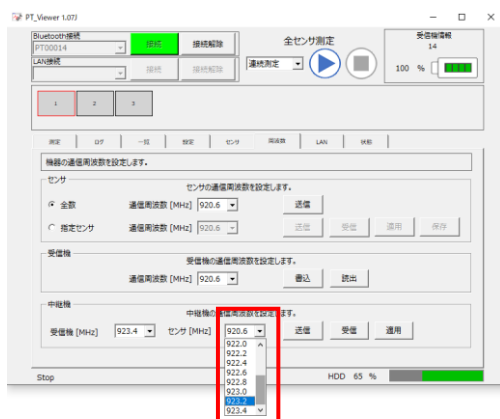 PT_Viewer 1.07J
Bluetooth接続
PT00014 接続 接続解除
LAN接続
接続 接続解除
全センサ測定
連続測定
受信機情報
14
100 %
1 2 3
測定 ログ 一覧 設定 センサ 周波数 LAN 状態
機器の通信周波数を設定します。
センサ
センサの通信周波数を設定します。
全数 通信周波数 [MHz] 920.6 送信
指定センサ 通信周波数 [MHz] 920.6 送信 受信 適用 保存
受信機
受信機の通信周波数を設定します。
通信周波数 [MHz] 920.6 書込 読出
中継機
中継機の通信周波数を設定します。
受信機 [MHz] 923.4 センサ [MHz] 920.6 送信 受信 適用
922.0
922.2
922.4
922.6
922.8
923.0
923.2
923.4
Stop HDD 65 %